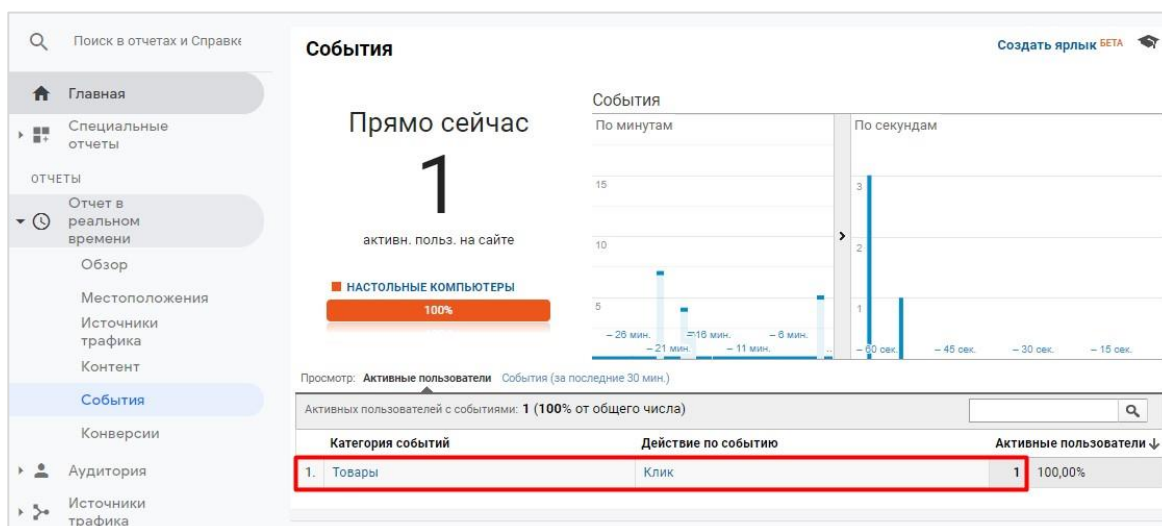 Поиск в отчетах и Справке
Главная
Специальные
отчеты
ОТЧЕТЫ
Отчет в
реальном
времени
Обзор
Местоположения
Источники
трафика
Контент
События
Конверсии
Аудитория
Источники
трафика
События
Создать ярлык БЕТА
Прямо сейчас
1
активн. польз. на сайте
НАСТОЛЬНЫЕ КОМПЬЮТЕРЫ
100%
События
По минутам
15
10
5
– 26 мин.
– 21 мин.
– 16 мин.
– 11 мин.
– 6 мин.
По секундам
3
2
1
– 60 сек.
– 45 сек.
– 30 сек.
– 15 сек.
Просмотр: Активные пользователи События (за последние 30 мин.)
Активных пользователей с событиями: 1 (100% от общего числа)
Категория событий Действие по событию Активные пользователи
1. Товары Клик 1 100,00%